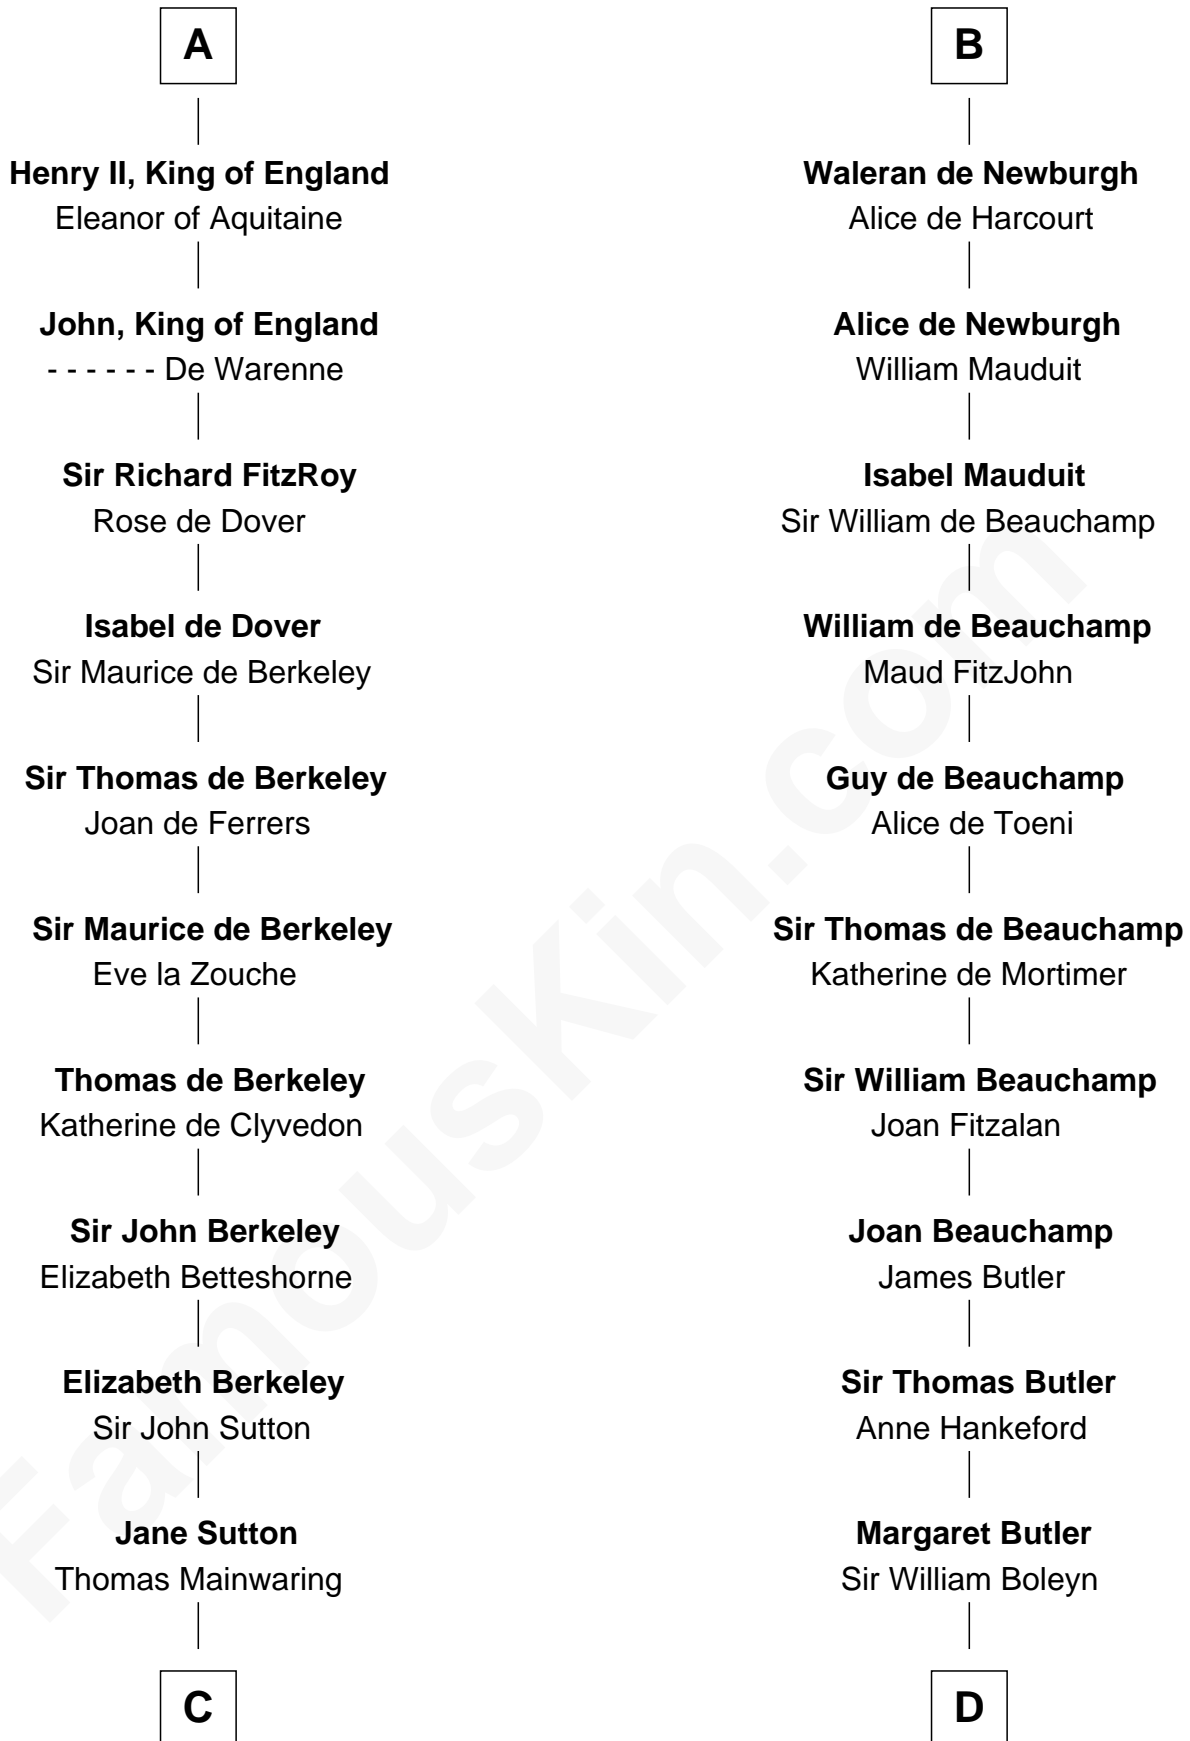 A
Henry II, King of England
Eleanor of Aquitaine
John, King of England
- - - - - - De Warenne
Sir Richard FitzRoy
Rose de Dover
Isabel de Dover
Sir Maurice de Berkeley
Sir Thomas de Berkeley
Joan de Ferrers
Sir Maurice de Berkeley
Eve la Zouche
Thomas de Berkeley
Katherine de Clyvedon
Sir John Berkeley
Elizabeth Betteshorne
Elizabeth Berkeley
Sir John Sutton
Jane Sutton
Thomas Mainwaring
C
B
Waleran de Newburgh
Alice de Harcourt
Alice de Newburgh
William Mauduit
Isabel Mauduit
Sir William de Beauchamp
William de Beauchamp
Maud FitzJohn
Guy de Beauchamp
Alice de Toeni
Sir Thomas de Beauchamp
Katherine de Mortimer
Sir William Beauchamp
Joan Fitzalan
Joan Beauchamp
James Butler
Sir Thomas Butler
Anne Hankeford
Margaret Butler
Sir William Boleyn
D
FamousKin.com